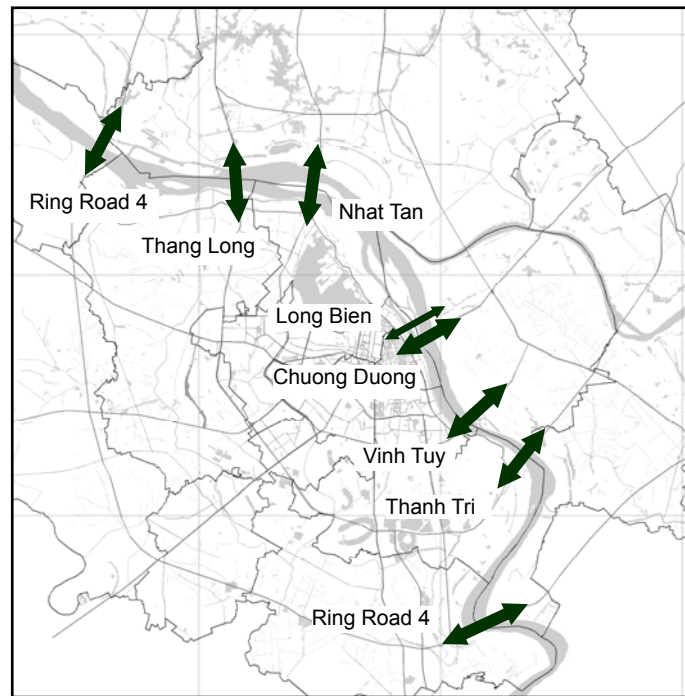 Ring Road 4
Nhat Tan
Thang Long
Long Bien
Chuong Duong
Vinh Tuy
Thanh Tri
Ring Road 4